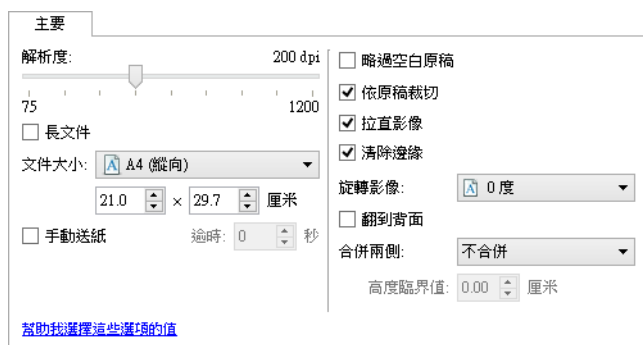 主要
解析度: 200 dpi
75 1200
長文件
文件大小: A4 (縱向)
21.0 × 29.7 厘米
手動送紙 逾時: 0 秒
幫助我選擇這些選項的值
略過空白原稿
依原稿裁切
拉直影像
清除邊緣
旋轉影像: 0 度
翻到背面
合併兩側: 不合併
高度臨界值: 0.00 厘米